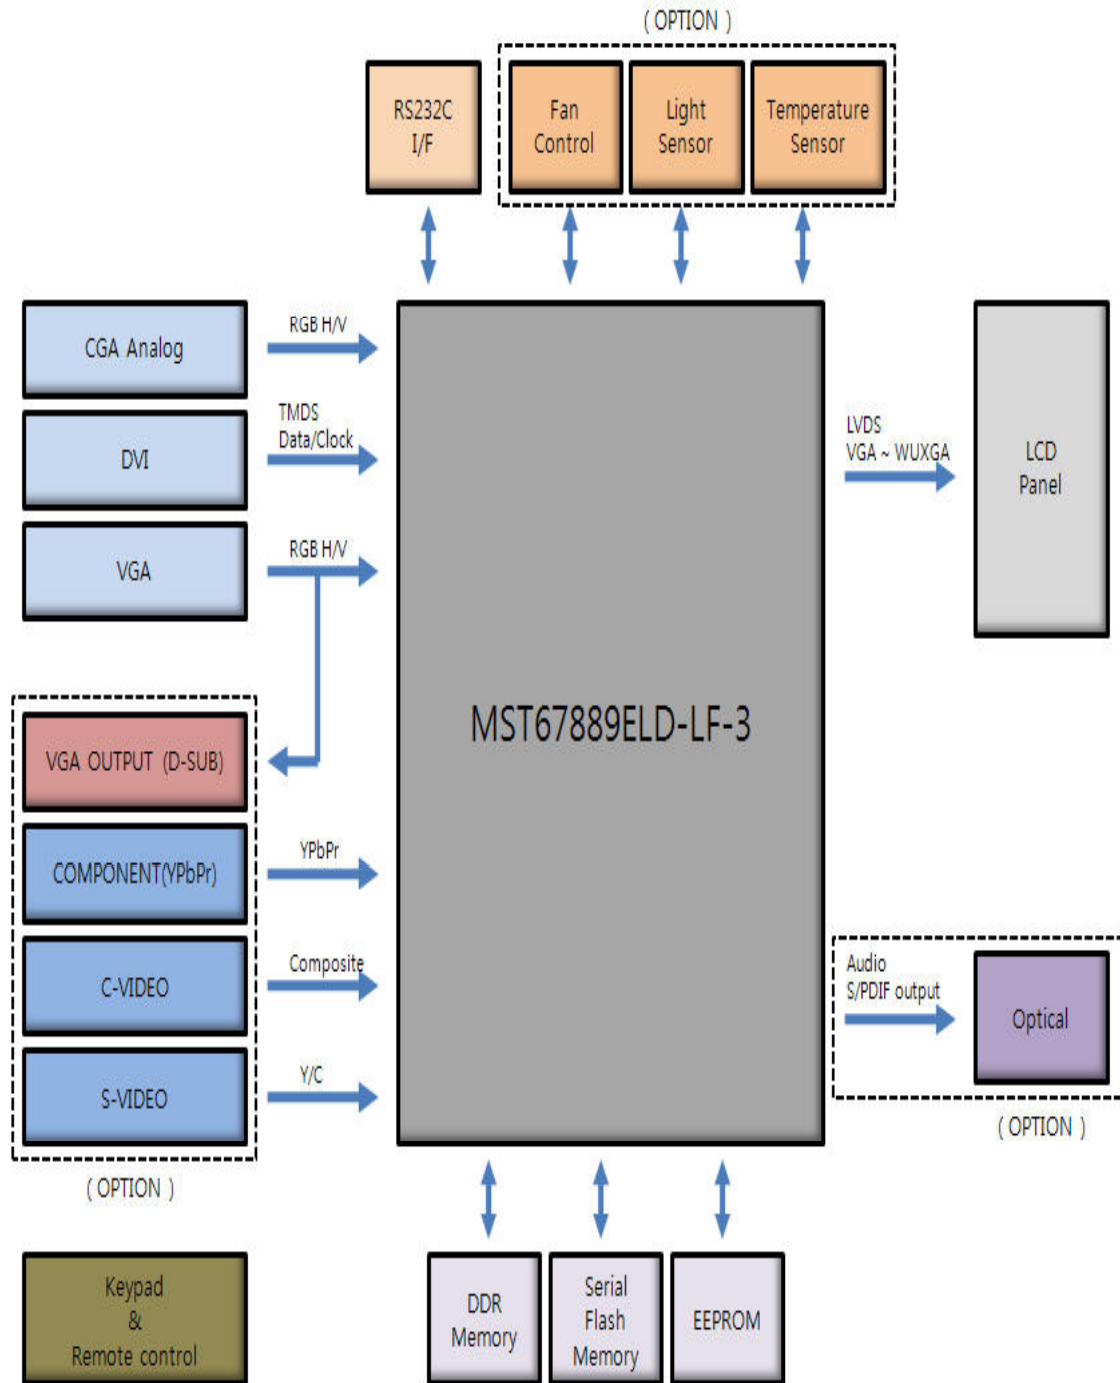 ( OPTION )
RS232C
I/F
Fan
Control
Light
Sensor
Temperature
Sensor
CGA Analog
RGB H/V
DVI
TMDS
Data/Clock
VGA
RGB H/V
LVDS
VGA ~ WUXGA
LCD
Panel
MST67889ELD-LF-3
VGA OUTPUT (D-SUB)
COMPONENT(YPbPr)
YPbPr
C-VIDEO
Composite
S-VIDEO
Y/C
( OPTION )
Audio
S/PDIF output
Optical
( OPTION )
Keypad
&
Remote control
DDR
Memory
Serial
Flash
Memory
EEPROM